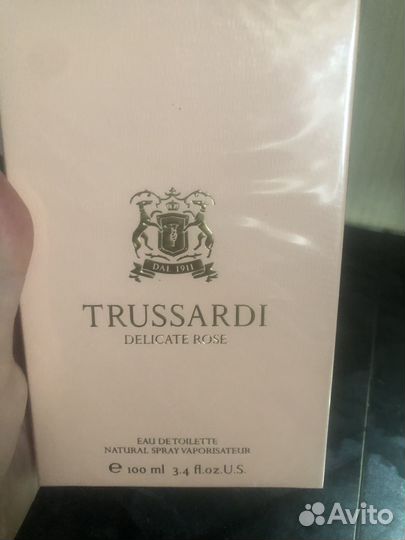 DAL 1911
TRUSSARDI
DELICATE ROSE
EAU DE TOILETTE
NATURAL SPRAY VAPORISATEUR
e 100 ml 3.4 fl.oz.U.S.
Avito